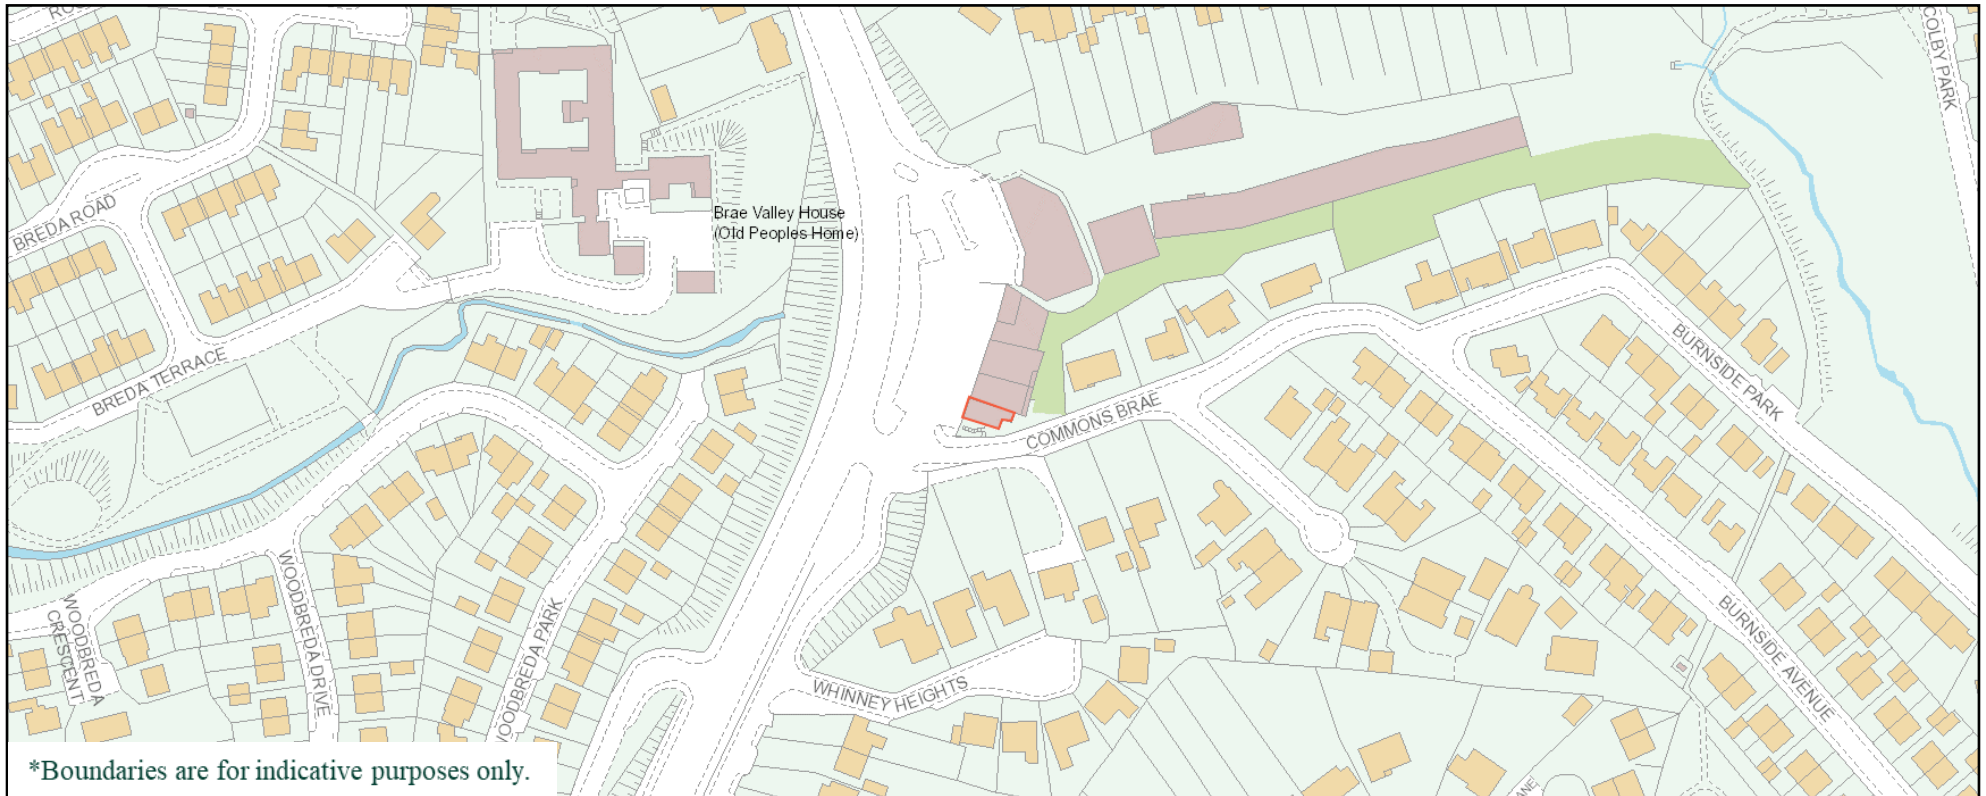 COLBY PARK
BREDA ROAD
Brae Valley House
(Old Peoples Home)
BREDA TERRACE
COMMONS BRAE
BURNSIDE PARK
WOODBREDA
CRESCENT
WOODBREDA DRIVE
WOODBREDA PARK
WHINNEY HEIGHTS
BURNSIDE AVENUE
*Boundaries are for indicative purposes only.